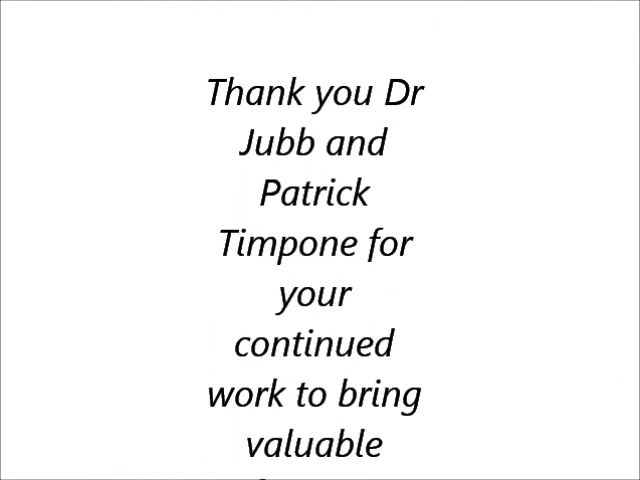 Thank you Dr
Jubb and
Patrick
Timpone for
your
continued
work to bring
valuable